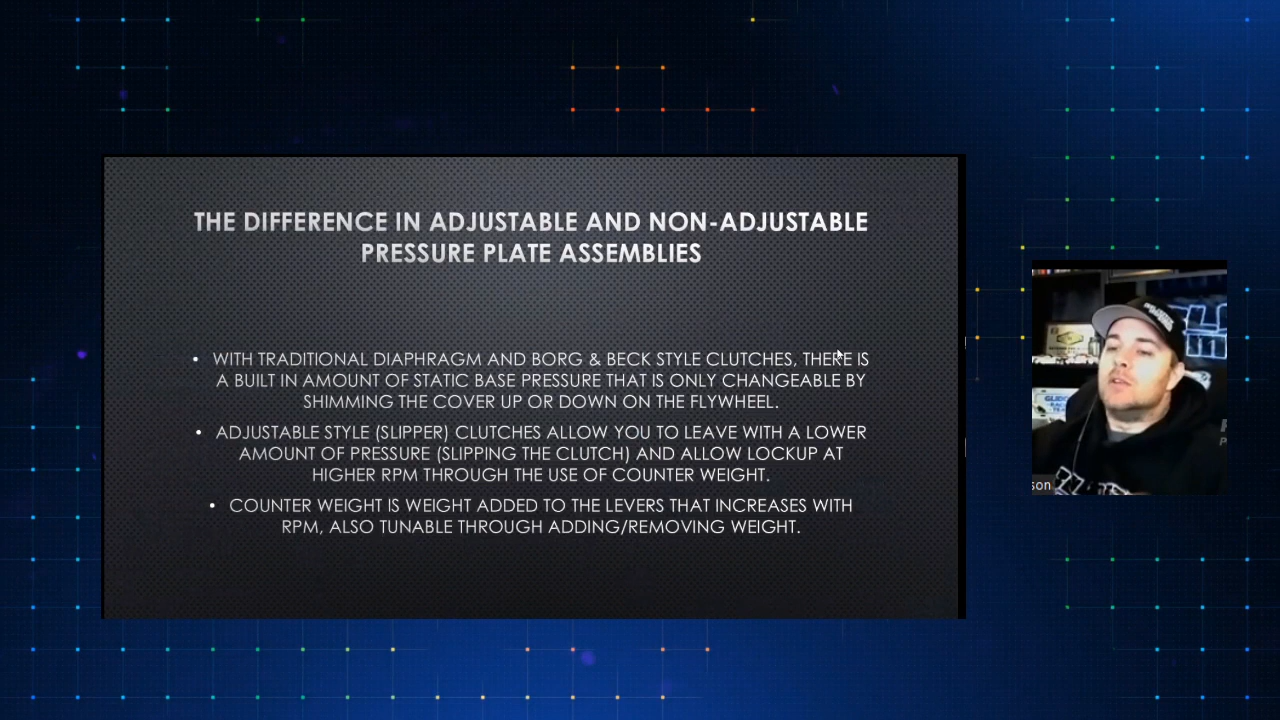 THE DIFFERENCE IN ADJUSTABLE AND NON-ADJUSTABLE
PRESSURE PLATE ASSEMBLIES
• WITH TRADITIONAL DIAPHRAGM AND BORG & BECK STYLE CLUTCHES, THERE IS
A BUILT IN AMOUNT OF STATIC BASE PRESSURE THAT IS ONLY CHANGEABLE BY
SHIMMING THE COVER UP OR DOWN ON THE FLYWHEEL.
• ADJUSTABLE STYLE (SLIPPER) CLUTCHES ALLOW YOU TO LEAVE WITH A LOWER
AMOUNT OF PRESSURE (SLIPPING THE CLUTCH) AND ALLOW LOCKUP AT
HIGHER RPM THROUGH THE USE OF COUNTER WEIGHT.
• COUNTER WEIGHT IS WEIGHT ADDED TO THE LEVERS THAT INCREASES WITH
RPM, ALSO TUNABLE THROUGH ADDING/REMOVING WEIGHT.
son